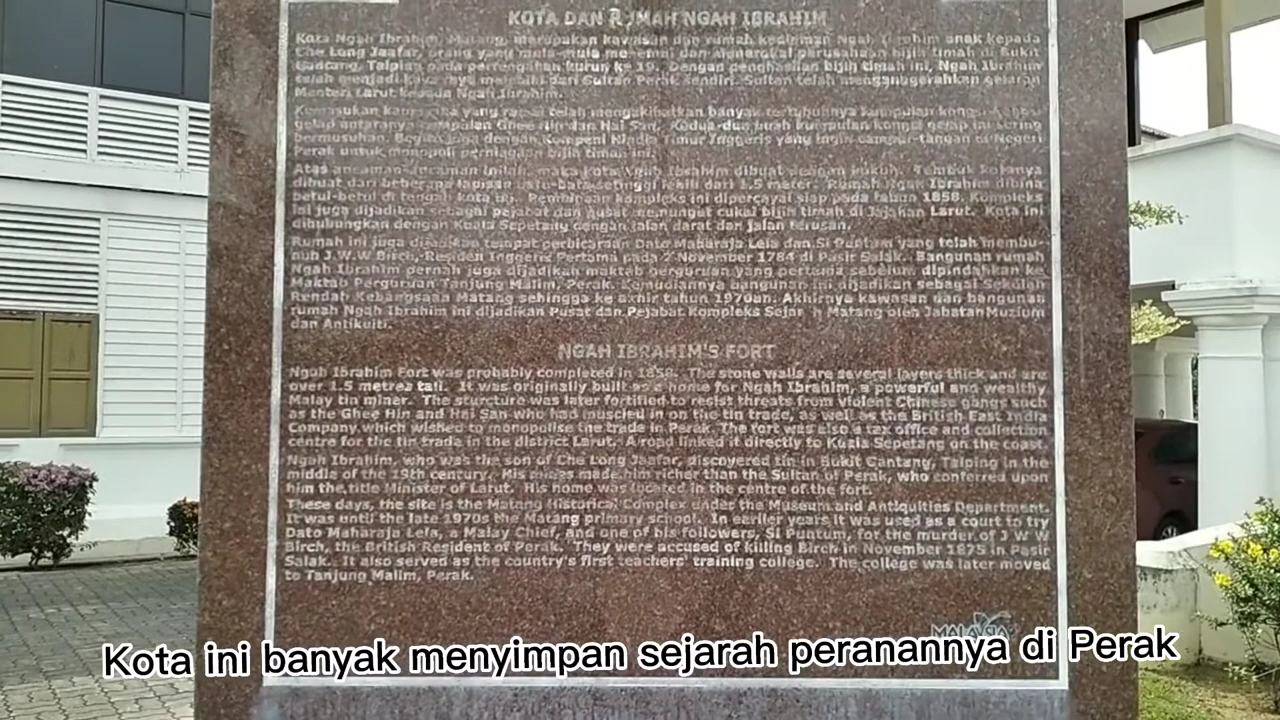 KOTA DAN RUMAH NGAH IBRAHIM
Kota Ngah Ibrahim, Matang, merupakan kawasan dan rumah kediaman Ngah Ibrahim anak kepada
Che Long Jaafar, orang yang mula-mula dan perusahaan bijih timah di Bukit
Gantang, Taiping pada pertengahan kurun ke 19. Dengan penghasilan bijih timah ini, Ngah Ibrahim
telah menjadi kaya dari Sultan Perak sendiri. Sultan telah menganugerahkan gelaran
Menteri Larut kepada Ngah Ibrahim.
yang telah mengakibatkan banyak kumpulan
gelap antaranya kumpulan Ghee Hin dan Hai San. Kedua-dua kumpulan kongsi gelap ini sering
bermusuhan. dengan Kompeni Hindia Timur Inggeris yang ingin campur-tangan di Negeri
Perak untuk monopoli perniagaan bijih timah ini.
Atas ancaman-ancaman ini maka kota Ngah Ibrahim dibuat dengan kukuh. Tembok kotanya
dibuat dari beberapa lapisan batu-bata setinggi lebih dari 1.5 meter. Rumah Ngah Ibrahim dibina
betul-betul di tengah kota ini. Pembinaan kompleks ini dipercayai siap pada tahun 1858. Kompleks
ini juga dijadikan sebagai pejabat dan pusat memungut cukai bijih timah di Jajahan Larut. Kota ini
dihubungkan dengan Kuala Sepetang dengan jalan darat dan jalan terusan.
Rumah ini juga dijadikan tempat perbicaraan Dato Maharaja Lela dan Si Puntum yang telah membu-
nuh J.W.W Birch, Residen Inggeris Pertama pada 2 November 1784 di Pasir Salak. Bangunan rumah
Ngah Ibrahim pernah juga dijadikan maktab perguruan yang pertama sebelum dipindahkan ke
Maktab Perguruan Tanjung Malim, Perak. Kemudiannya bangunan ini dijadikan sebagai Sekolah
Rendah Kebangsaan Matang sehingga ke akhir tahun 1970an. Akhirnya kawasan dan bangunan
rumah Ngah Ibrahim ini dijadikan Pusat dan Pejabat Kompleks Sejarah Matang oleh Jabatan Muzium
dan Antikuiti.
NGAH IBRAHIM'S FORT
Ngah Ibrahim Fort was probably completed in 1858. The stone walls are several layers thick and are
over 1.5 metres tall. It was originally built as a home for Ngah Ibrahim, a powerful and wealthy
Malay tin miner. The sturcture was later fortified to resist threats from violent Chinese gangs such
as the Ghee Hin and Hai San who had muscled in on the tin trade, as well as the British East India
Company which wished to monopolise the trade in Perak. The fort was also a tax office and collection
centre for the tin trade in the district Larut. A road linked it directly to Kuala Sepetang on the coast.
Ngah Ibrahim, who was the son of Che Long Jaafar, discovered tin in Bukit Gantang, Taiping in the
middle of the 19th century. His mines made him richer than the Sultan of Perak, who conferred upon
him the title Minister of Larut. His home was located in the centre of the fort.
These days, the site is the Matang Historical Complex under the Museum and Antiquities Department.
It was until the late 1970s the Matang primary school. In earlier years it was used as a court to try
Dato Maharaja Lela, a Malay Chief, and one of his followers, Si Puntum, for the murder of J W W
Birch, the British Resident of Perak. They were accused of killing Birch in November 1875 in Pasir
Salak. It also served as the country's first teachers' training college. The college was later moved
to Tanjung Malim, Perak.
MALAYSIA
Kota ini banyak menyimpan sejarah peranannya di Perak